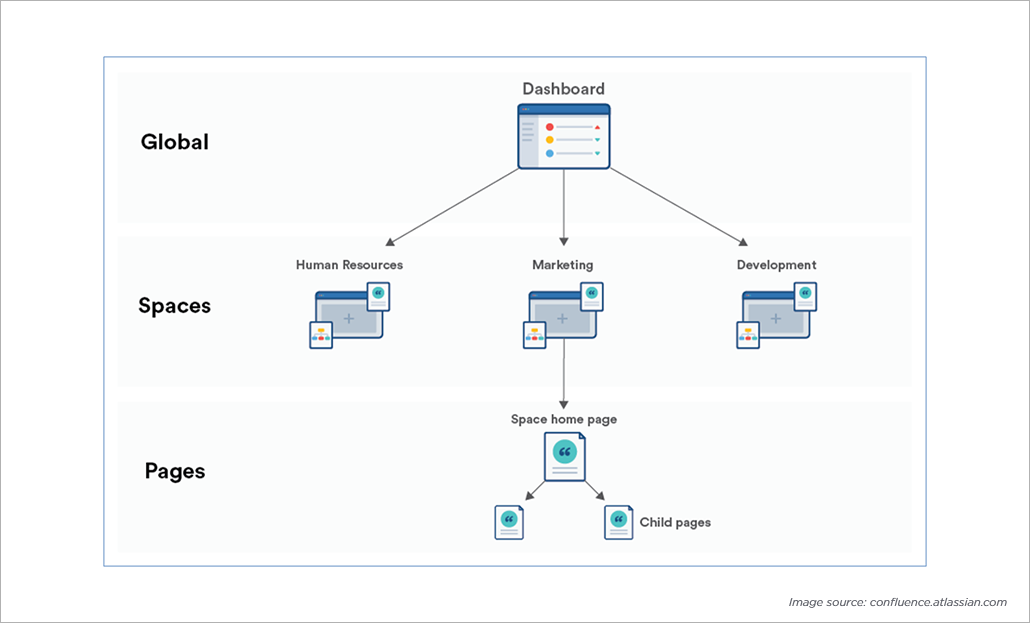 Dashboard
Global
Human Resources
Marketing
Development
Spaces
Space home page
Pages
Child pages
Image source: confluence.atlassian.com